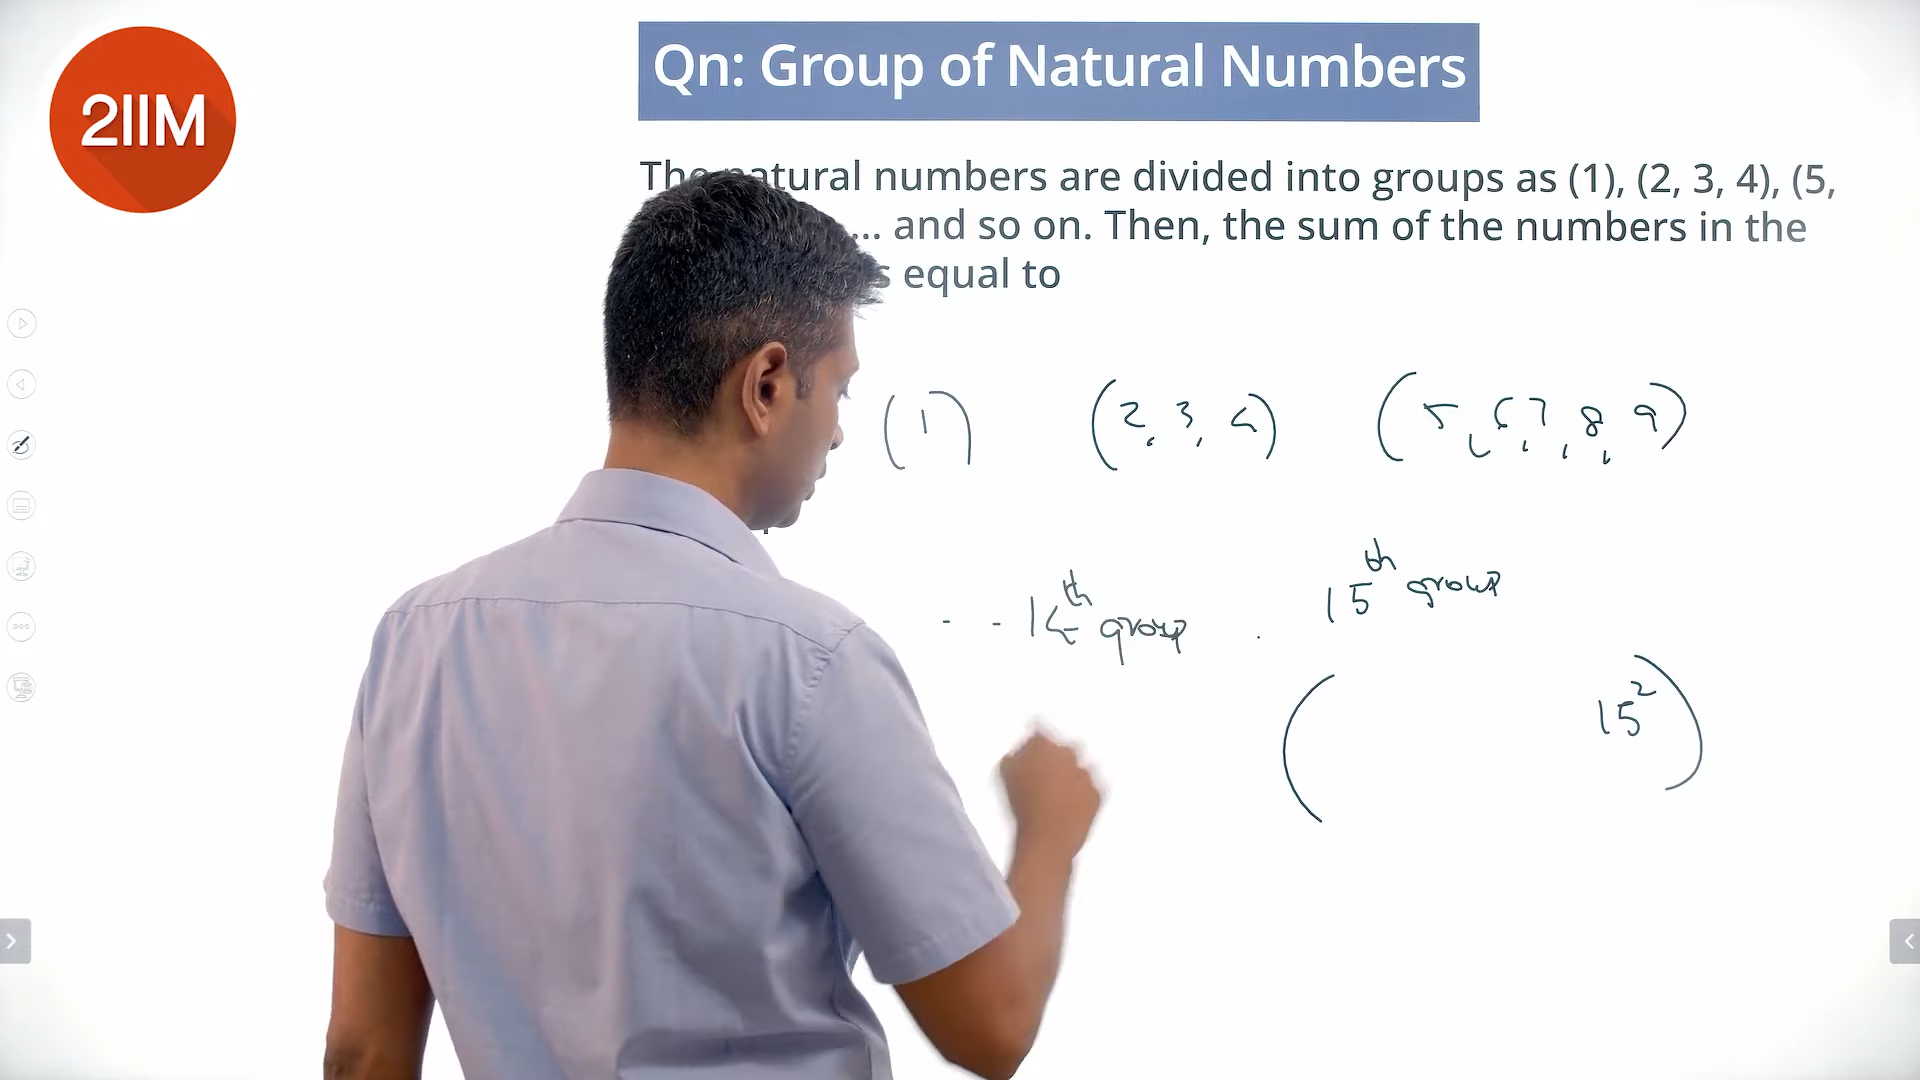 2IIM
Qn: Group of Natural Numbers
natural numbers are divided into groups as (1), (2, 3, 4), (5,
... and so on. Then, the sum of the numbers in the
equal to
(1) (2, 3, 4) (5, 6, 7, 8, 9)
- - 14th group . 15th group
( 15²)